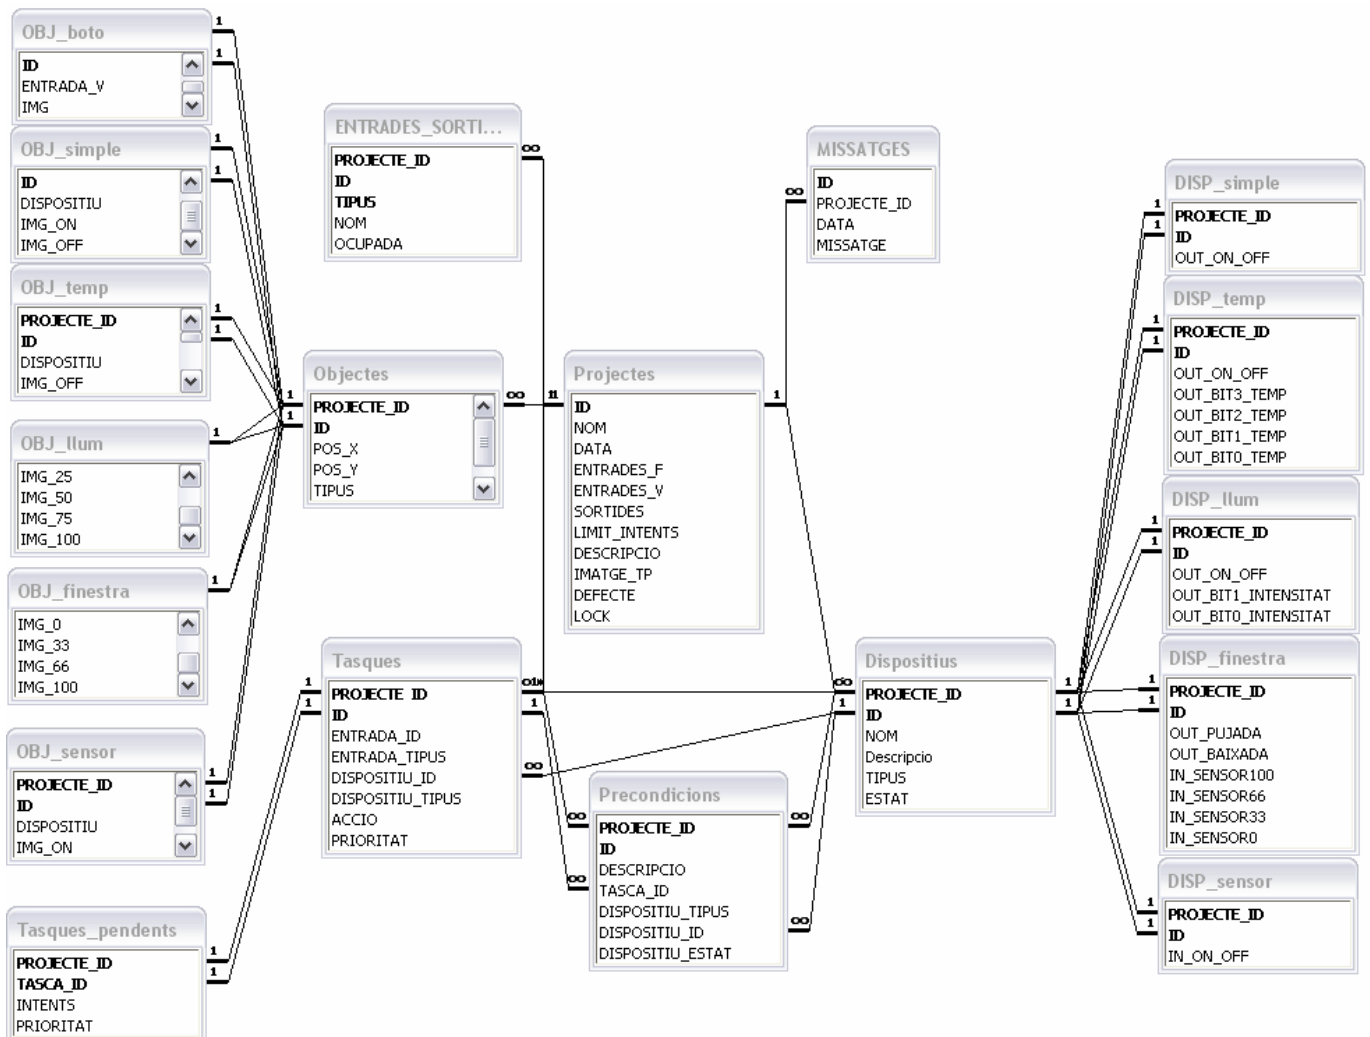 OBJ_boto
ID
ENTRADA_V
IMG
OBJ_simple
ID
DISPOSITIU
IMG_ON
IMG_OFF
OBJ_temp
PROJECTE_ID
ID
DISPOSITIU
IMG_OFF
OBJ_llum
IMG_25
IMG_50
IMG_75
IMG_100
OBJ_finestra
IMG_0
IMG_33
IMG_66
IMG_100
OBJ_sensor
PROJECTE_ID
ID
DISPOSITIU
IMG_ON
Tasques_pendents
PROJECTE_ID
TASCA_ID
INTENTS
PRIORITAT
ENTRADES_SORTI...
PROJECTE_ID
ID
TIPUS
NOM
OCUPADA
Objectes
PROJECTE_ID
ID
POS_X
POS_Y
TIPUS
Tasques
PROJECTE_ID
ID
ENTRADA_ID
ENTRADA_TIPUS
DISPOSITIU_ID
DISPOSITIU_TIPUS
ACCIO
PRIORITAT
Projectes
ID
NOM
DATA
ENTRADES_F
ENTRADES_V
SORTIDES
LIMIT_INTENTS
DESCRIPCIO
IMATGE_TP
DEFECTE
LOCK
Precondicions
PROJECTE_ID
ID
DESCRIPCIO
TASCA_ID
DISPOSITIU_TIPUS
DISPOSITIU_ID
DISPOSITIU_ESTAT
MISSATGES
ID
PROJECTE_ID
DATA
MISSATGE
Dispositius
PROJECTE_ID
ID
NOM
Descripcio
TIPUS
ESTAT
DISP_simple
PROJECTE_ID
ID
OUT_ON_OFF
DISP_temp
PROJECTE_ID
ID
OUT_ON_OFF
OUT_BIT3_TEMP
OUT_BIT2_TEMP
OUT_BIT1_TEMP
OUT_BIT0_TEMP
DISP_llum
PROJECTE_ID
ID
OUT_ON_OFF
OUT_BIT1_INTENSITAT
OUT_BIT0_INTENSITAT
DISP_finestra
PROJECTE_ID
ID
OUT_PUJADA
OUT_BAIXADA
IN_SENSOR100
IN_SENSOR66
IN_SENSOR33
IN_SENSOR0
DISP_sensor
PROJECTE_ID
ID
IN_ON_OFF